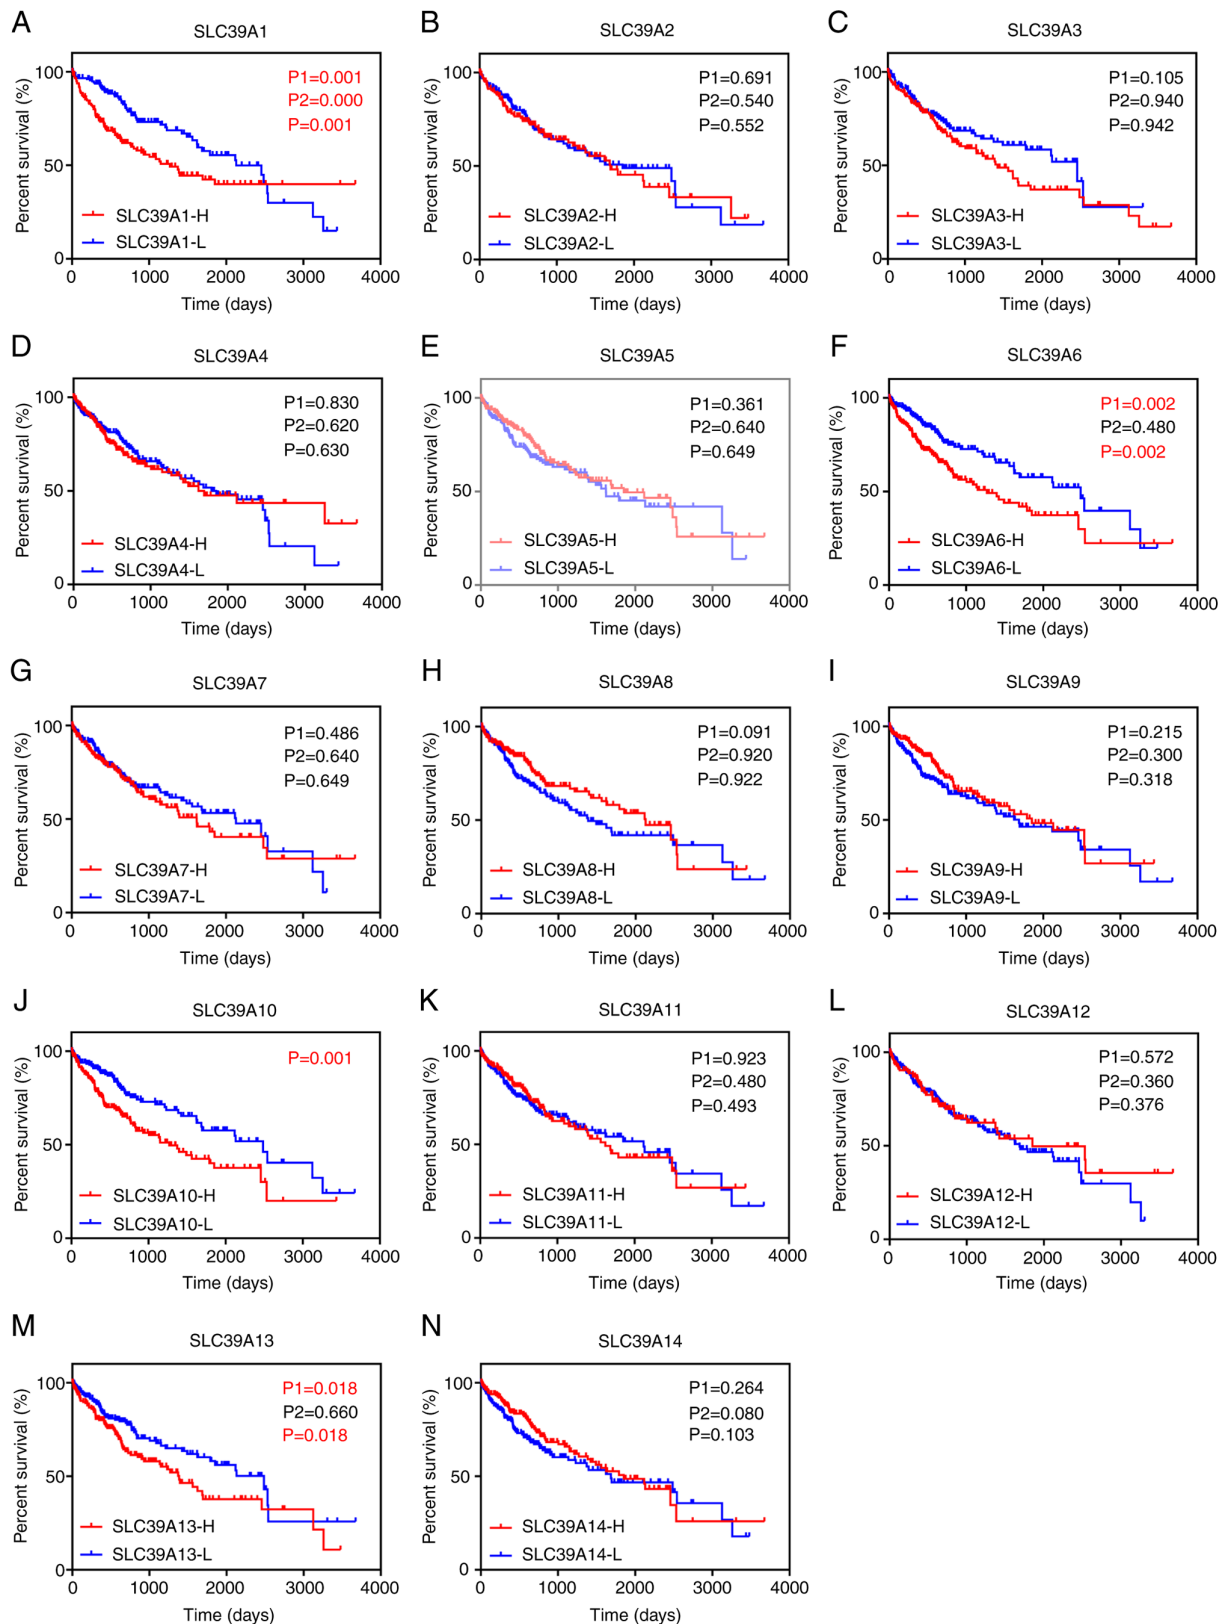 A
SLC39A1
Percent survival (%)
100
50
0
P1=0.001
P2=0.000
P=0.001
SLC39A1-H
SLC39A1-L
0 1000 2000 3000 4000
Time (days)
B
SLC39A2
Percent survival (%)
100
50
0
P1=0.691
P2=0.540
P=0.552
SLC39A2-H
SLC39A2-L
0 1000 2000 3000 4000
Time (days)
C
SLC39A3
Percent survival (%)
100
50
0
P1=0.105
P2=0.940
P=0.942
SLC39A3-H
SLC39A3-L
0 1000 2000 3000 4000
Time (days)
D
SLC39A4
Percent survival (%)
100
50
0
P1=0.830
P2=0.620
P=0.630
SLC39A4-H
SLC39A4-L
0 1000 2000 3000 4000
Time (days)
E
SLC39A5
Percent survival (%)
100
50
0
P1=0.361
P2=0.640
P=0.649
SLC39A5-H
SLC39A5-L
0 1000 2000 3000 4000
Time (days)
F
SLC39A6
Percent survival (%)
100
50
0
P1=0.002
P2=0.480
P=0.002
SLC39A6-H
SLC39A6-L
0 1000 2000 3000 4000
Time (days)
G
SLC39A7
Percent survival (%)
100
50
0
P1=0.486
P2=0.640
P=0.649
SLC39A7-H
SLC39A7-L
0 1000 2000 3000 4000
Time (days)
H
SLC39A8
Percent survival (%)
100
50
0
P1=0.091
P2=0.920
P=0.922
SLC39A8-H
SLC39A8-L
0 1000 2000 3000 4000
Time (days)
I
SLC39A9
Percent survival (%)
100
50
0
P1=0.215
P2=0.300
P=0.318
SLC39A9-H
SLC39A9-L
0 1000 2000 3000 4000
Time (days)
J
SLC39A10
Percent survival (%)
100
50
0
P=0.001
SLC39A10-H
SLC39A10-L
0 1000 2000 3000 4000
Time (days)
K
SLC39A11
Percent survival (%)
100
50
0
P1=0.923
P2=0.480
P=0.493
SLC39A11-H
SLC39A11-L
0 1000 2000 3000 4000
Time (days)
L
SLC39A12
Percent survival (%)
100
50
0
P1=0.572
P2=0.360
P=0.376
SLC39A12-H
SLC39A12-L
0 1000 2000 3000 4000
Time (days)
M
SLC39A13
Percent survival (%)
100
50
0
P1=0.018
P2=0.660
P=0.018
SLC39A13-H
SLC39A13-L
0 1000 2000 3000 4000
Time (days)
N
SLC39A14
Percent survival (%)
100
50
0
P1=0.264
P2=0.080
P=0.103
SLC39A14-H
SLC39A14-L
0 1000 2000 3000 4000
Time (days)